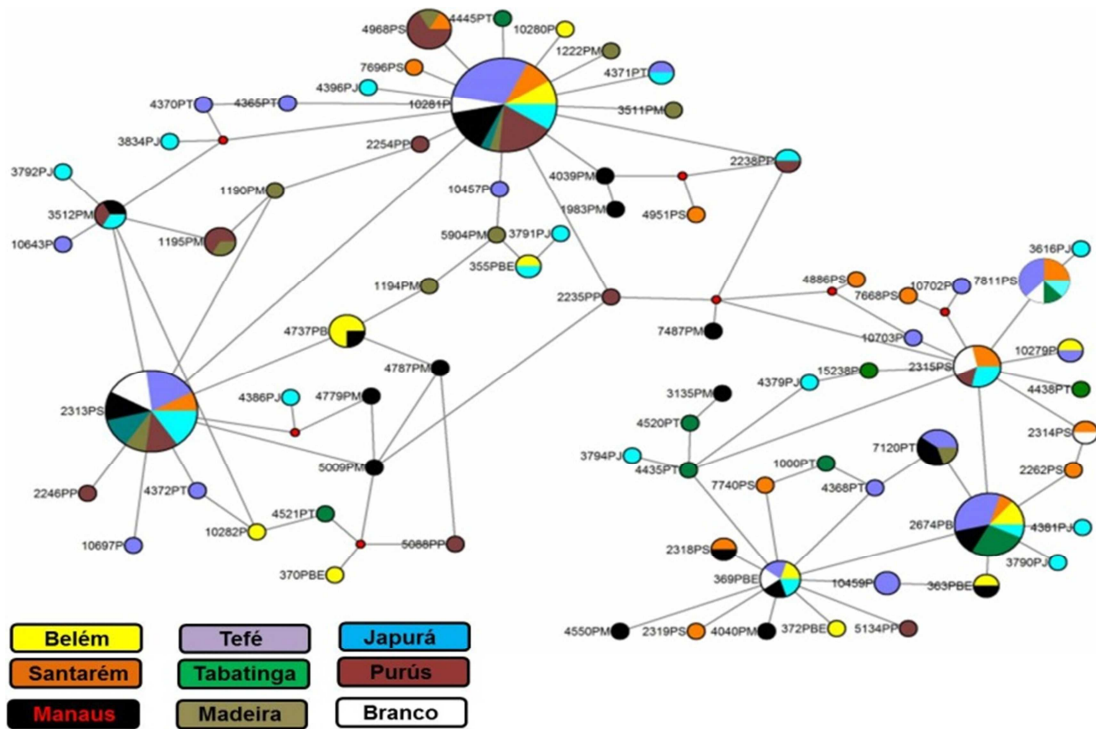 4968PS
4445PT
10280P
1222PM
7696PS
4371PT
4396PJ
4370PT
4365PT
10281P
3511PM
3834PJ
2254PP
2238PP
3792PJ
4039PM
1190PM
10457P
3512PM
1983PM
4951PS
10643P
1195PM
5904PM
3791PJ
355PBE
3616PJ
1194PM
2235PP
4886PS
10702P
7811PS
7668PS
4737PB
7487PM
10703P
10279P
4787PM
15238P
2315PS
4379PJ
4438PT
4386PJ
4779PM
3135PM
2313PS
4520PT
2314PS
7120PT
3794PJ
1000PT
5009PM
4435PT
2262PS
7740PS
4368PT
2246PP
4372PT
4521PT
2674PB
4381PJ
10282P
10697P
5088PP
2318PS
3790PJ
370PBE
369PBE
10459P
363PBE
4550PM
2319PS
4040PM
372PBE
5134PP
Belém
Tefé
Japurá
Santarém
Tabatinga
Purús
Manaus
Madeira
Branco